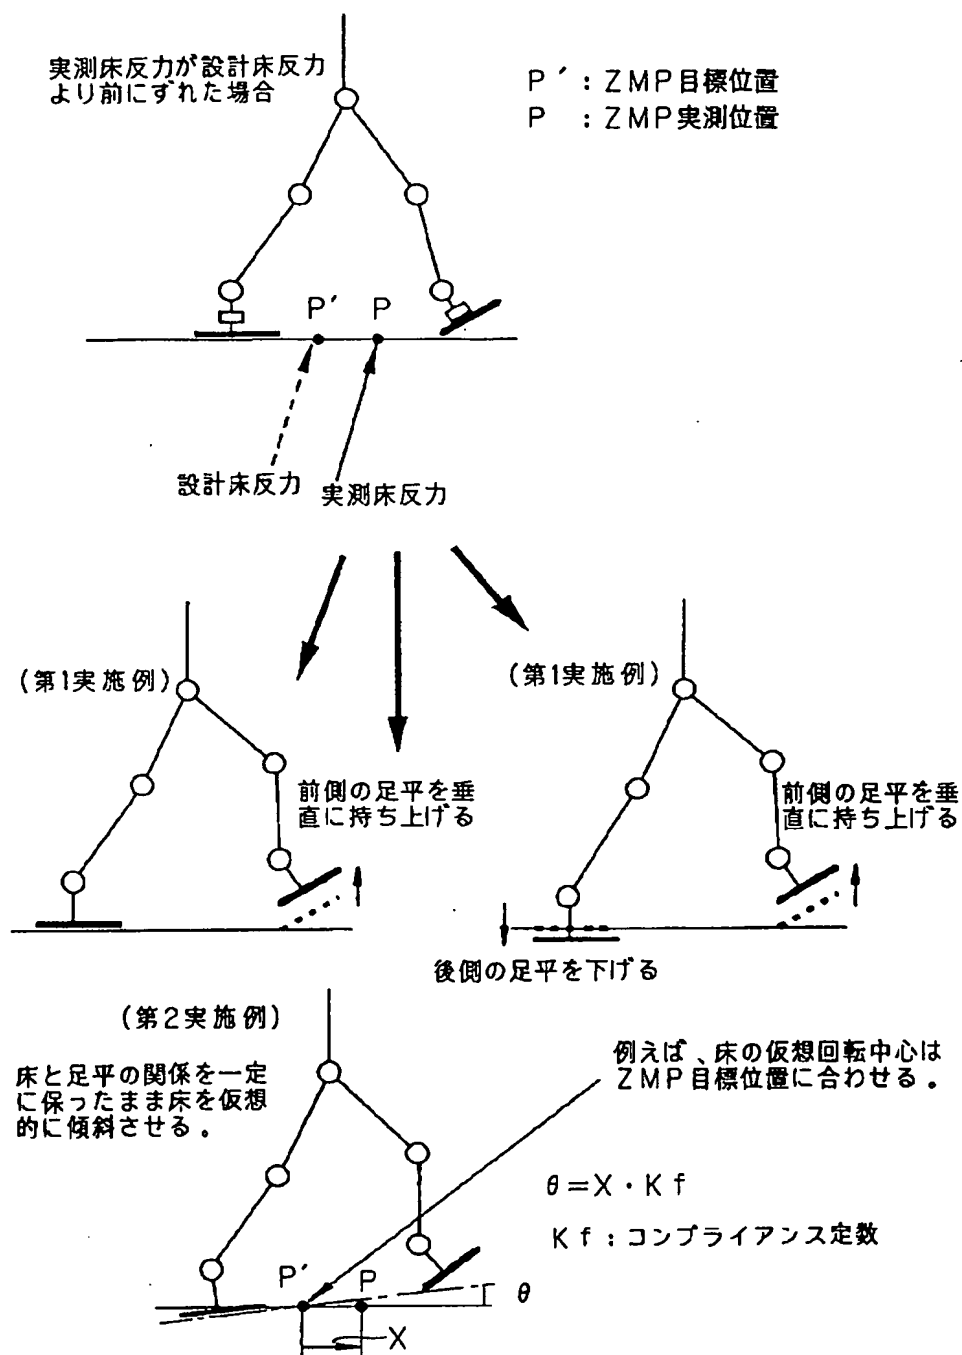 実測床反力が設計床反力
より前にずれた場合
P′：ZMP目標位置
P ：ZMP実測位置
P′ P
設計床反力 実測床反力
(第1実施例)
(第1実施例)
前側の足平を垂
直に持ち上げる
前側の足平を垂
直に持ち上げる
後側の足平を下げる
(第2実施例)
床と足平の関係を一定
に保ったまま床を仮想
的に傾斜させる．
例えば、床の仮想回転中心は
ZMP目標位置に合わせる．
θ＝X・Kf
Kf：コンプライアンス定数
P′ P θ
X